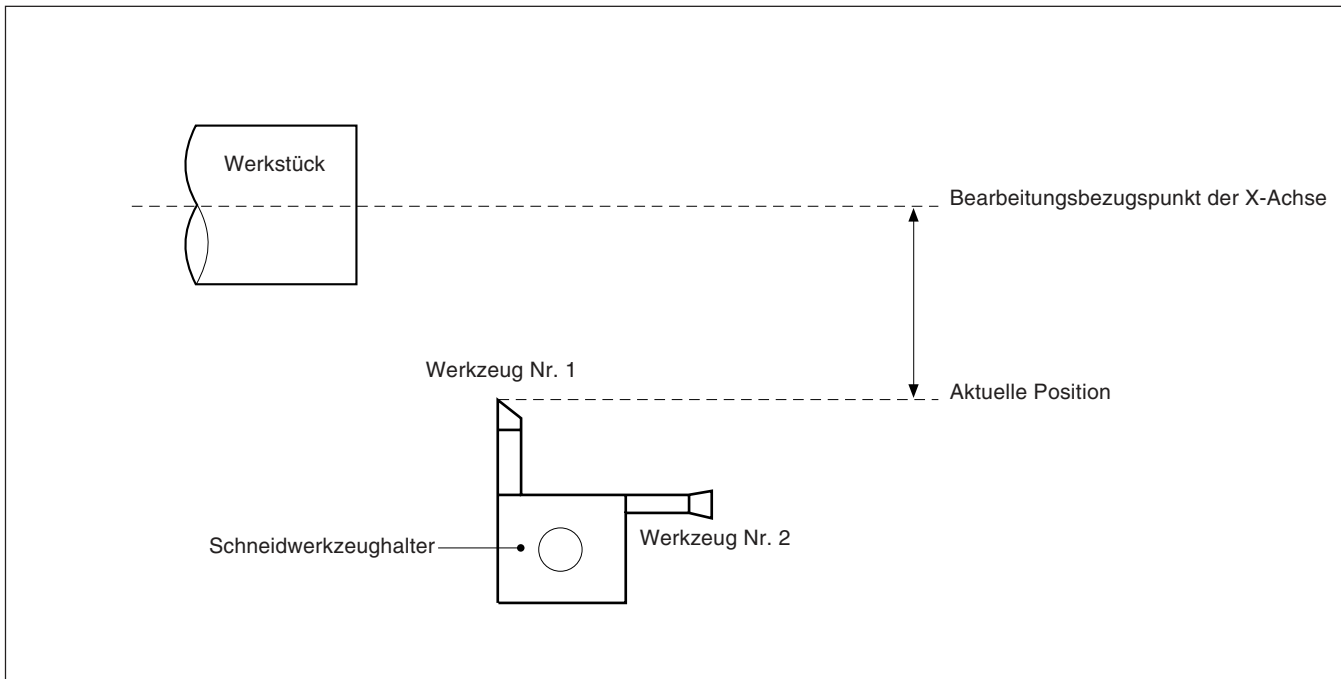 Werkstück
Bearbeitungsbezugspunkt der X-Achse
Werkzeug Nr. 1
Aktuelle Position
Schneidwerkzeughalter
Werkzeug Nr. 2